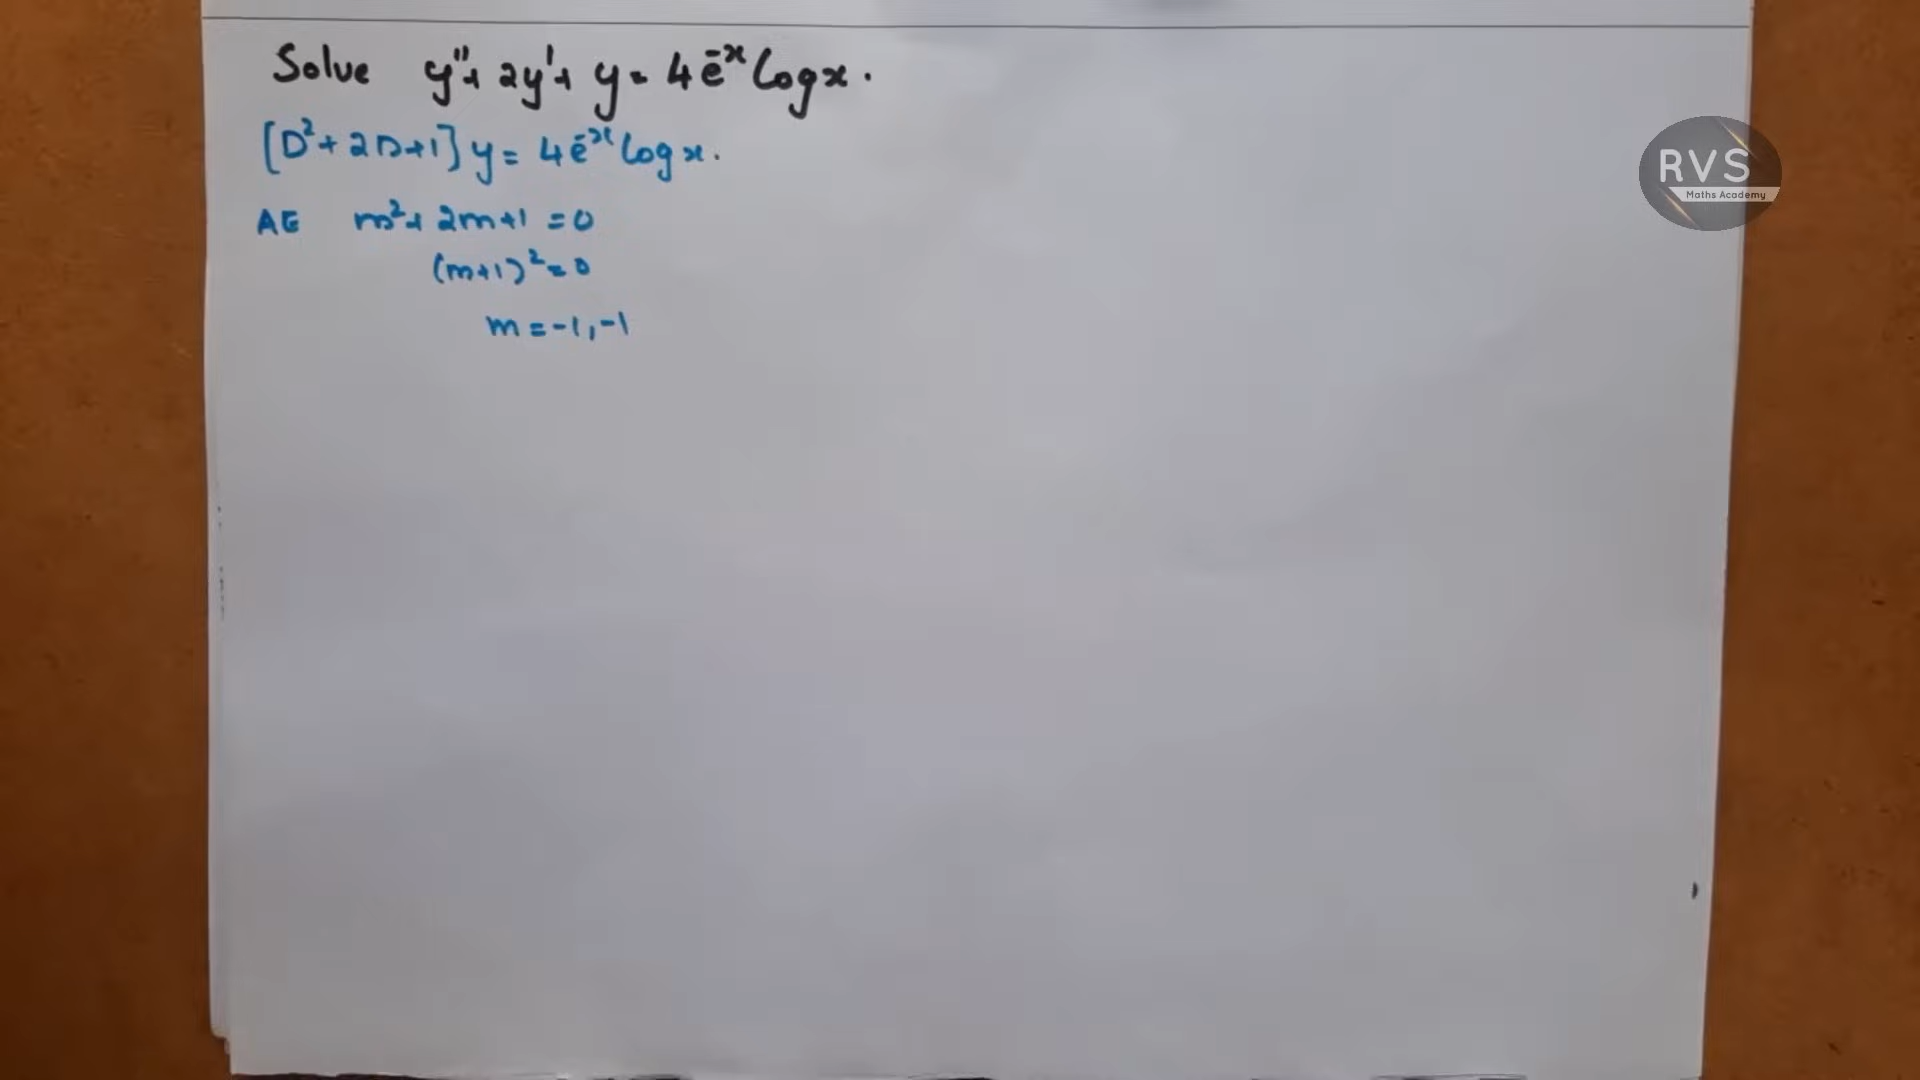 Solve y'' + 2y' + y = 4e^-x log x.
[D² + 2D + 1] y = 4e^-x log x.
AE m² + 2m + 1 = 0
(m+1)² = 0
m = -1, -1
RVS
Maths Academy